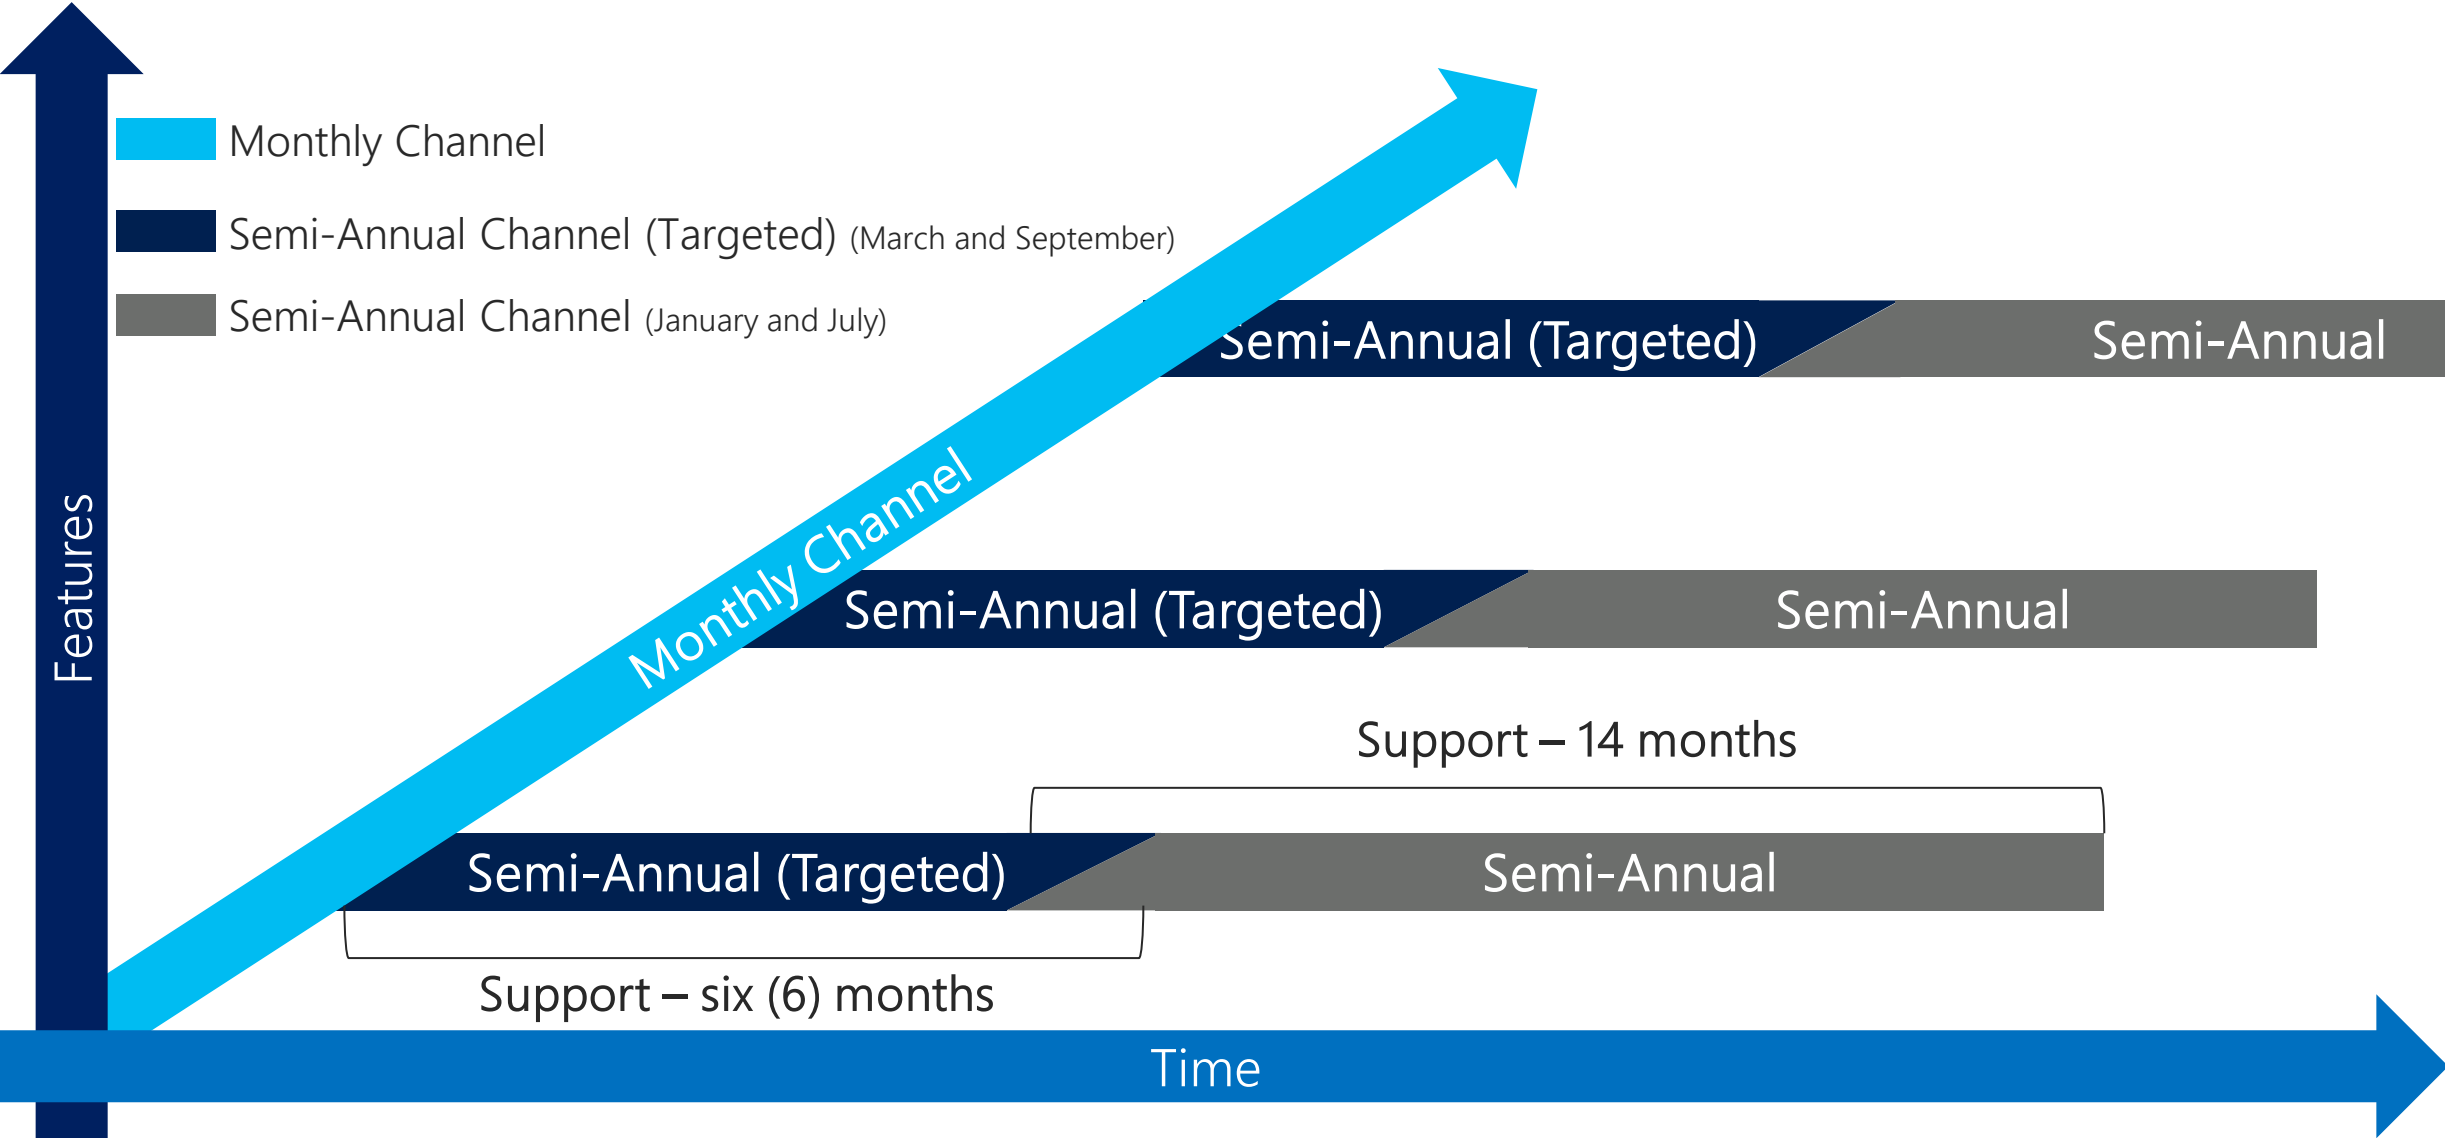 Monthly Channel
Semi-Annual Channel (Targeted) (March and September)
Semi-Annual Channel (January and July)
Semi-Annual (Targeted)
Semi-Annual
Features
Monthly Channel
Semi-Annual (Targeted)
Semi-Annual
Support – 14 months
Semi-Annual (Targeted)
Semi-Annual
Support – six (6) months
Time